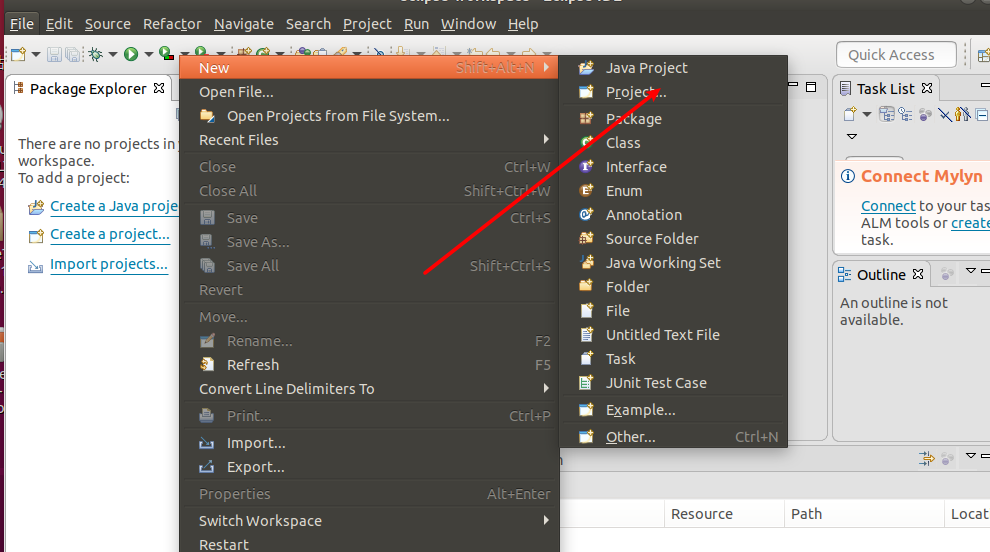 File Edit Source Refactor Navigate Search Project Run Window Help
Quick Access
Package Explorer
There are no projects in
workspace.
To add a project:
Create a Java
Create a project...
Import projects...
New Shift+Alt+N
Open File...
Open Projects from File System...
Recent Files
Close Ctrl+W
Close All Shift+Ctrl+W
Save Ctrl+S
Save As...
Save All Shift+Ctrl+S
Revert
Move...
Rename... F2
Refresh F5
Convert Line Delimiters To
Print... Ctrl+P
Import...
Export...
Properties Alt+Enter
Switch Workspace
Restart
Java Project
Project...
Package
Class
Interface
Enum
Annotation
Source Folder
Java Working Set
Folder
File
Untitled Text File
Task
JUnit Test Case
Example...
Other... Ctrl+N
Task List
Connect Mylyn
Connect to your
ALM tools or
task.
Outline
An outline is not
available.
Resource Path